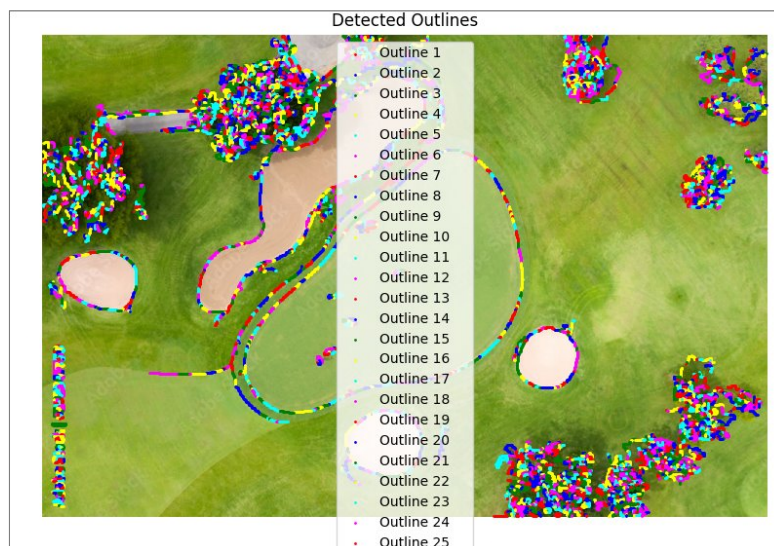 Detected Outlines
Outline 1
Outline 2
Outline 3
Outline 4
Outline 5
Outline 6
Outline 7
Outline 8
Outline 9
Outline 10
Outline 11
Outline 12
Outline 13
Outline 14
Outline 15
Outline 16
Outline 17
Outline 18
Outline 19
Outline 20
Outline 21
Outline 22
Outline 23
Outline 24
Outline 25